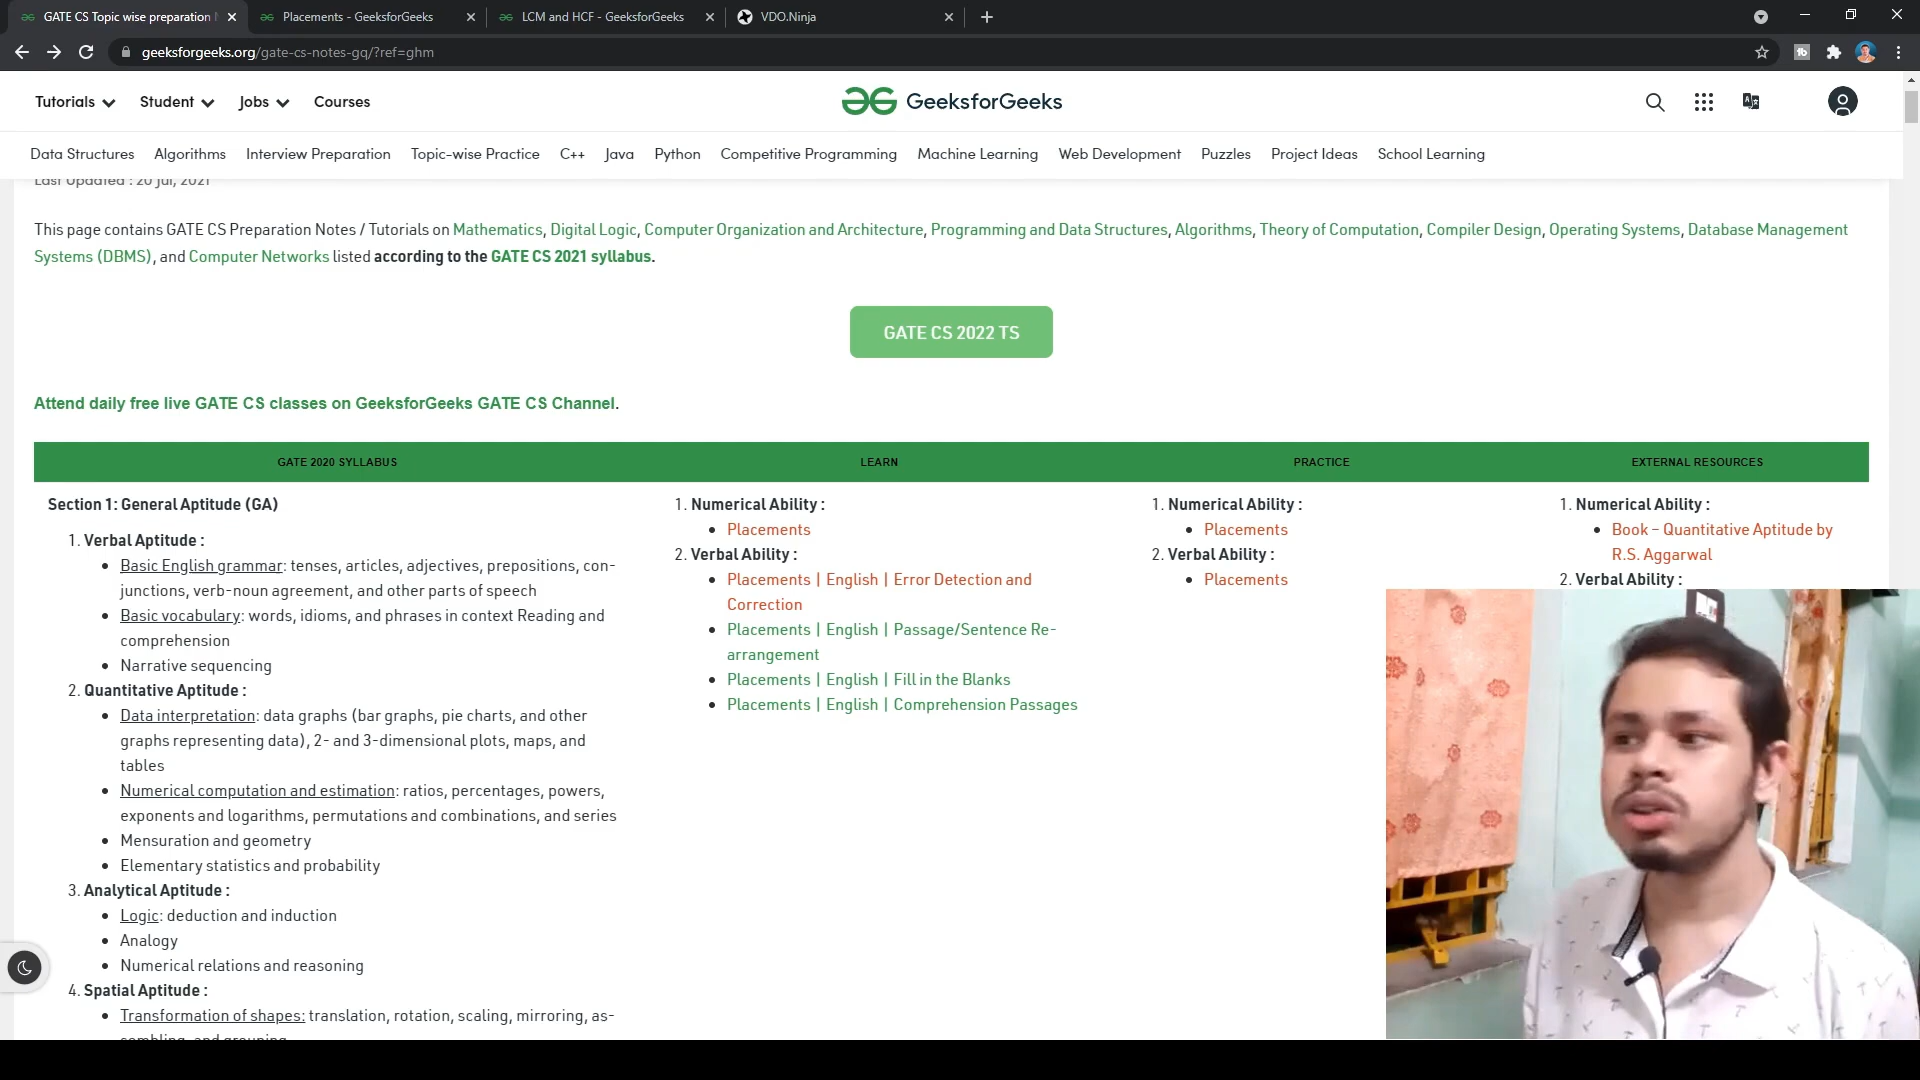 GATE CS Topic wise preparation
Placements - GeeksforGeeks
LCM and HCF - GeeksforGeeks
VDO.Ninja
geeksforgeeks.org/gate-cs-notes-gq/?ref=ghm
Tutorials
Student
Jobs
Courses
GeeksforGeeks
Data Structures
Algorithms
Interview Preparation
Topic-wise Practice
C++
Java
Python
Competitive Programming
Machine Learning
Web Development
Puzzles
Project Ideas
School Learning
Last Updated : 20 Jul, 2021
This page contains GATE CS Preparation Notes / Tutorials on Mathematics, Digital Logic, Computer Organization and Architecture, Programming and Data Structures, Algorithms, Theory of Computation, Compiler Design, Operating Systems, Database Management
Systems (DBMS), and Computer Networks listed according to the GATE CS 2021 syllabus.
GATE CS 2022 TS
Attend daily free live GATE CS classes on GeeksforGeeks GATE CS Channel.
GATE 2020 SYLLABUS
LEARN
PRACTICE
EXTERNAL RESOURCES
Section 1: General Aptitude (GA)
1. Verbal Aptitude :
Basic English grammar: tenses, articles, adjectives, prepositions, con-
junctions, verb-noun agreement, and other parts of speech
Basic vocabulary: words, idioms, and phrases in context Reading and
comprehension
Narrative sequencing
2. Quantitative Aptitude :
Data interpretation: data graphs (bar graphs, pie charts, and other
graphs representing data), 2- and 3-dimensional plots, maps, and
tables
Numerical computation and estimation: ratios, percentages, powers,
exponents and logarithms, permutations and combinations, and series
Mensuration and geometry
Elementary statistics and probability
3. Analytical Aptitude :
Logic: deduction and induction
Analogy
Numerical relations and reasoning
4. Spatial Aptitude :
Transformation of shapes: translation, rotation, scaling, mirroring, as-
sembling, and grouping
1. Numerical Ability :
Placements
2. Verbal Ability :
Placements | English | Error Detection and
Correction
Placements | English | Passage/Sentence Re-
arrangement
Placements | English | Fill in the Blanks
Placements | English | Comprehension Passages
1. Numerical Ability :
Placements
2. Verbal Ability :
Placements
1. Numerical Ability :
Book – Quantitative Aptitude by
R.S. Aggarwal
2. Verbal Ability :